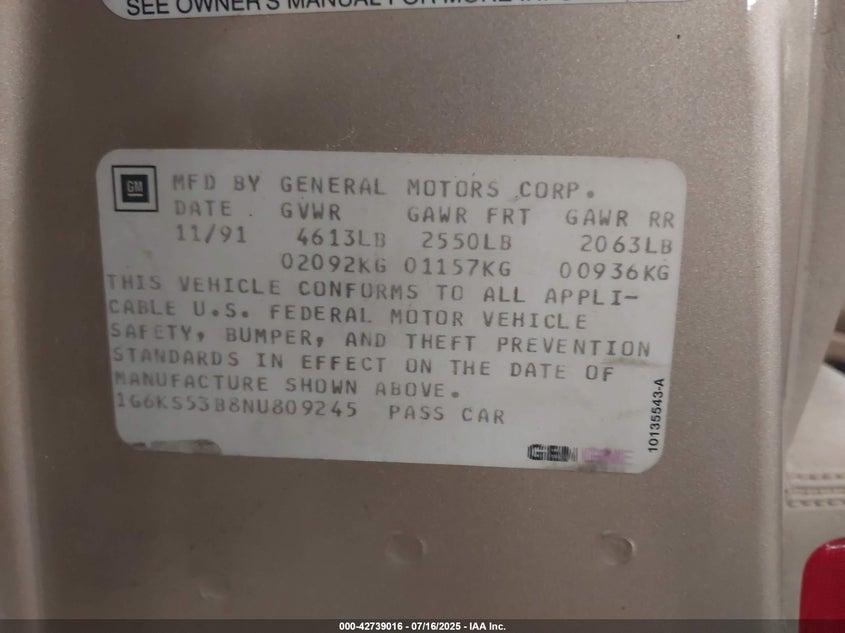 SEE OWNER'S MANUAL FOR MORE
GM
MFD BY GENERAL MOTORS CORP.
DATE GVWR GAWR FRT GAWR RR
11/91 4613LB 2550LB 2063LB
02092KG 01157KG 00936KG
THIS VEHICLE CONFORMS TO ALL APPLI-
CABLE U.S. FEDERAL MOTOR VEHICLE
SAFETY, BUMPER, AND THEFT PREVENTION
STANDARDS IN EFFECT ON THE DATE OF
MANUFACTURE SHOWN ABOVE.
1G6KS53B8NU809245 PASS CAR
10135543-A
000-42739016 - 07/16/2025 - IAA Inc.